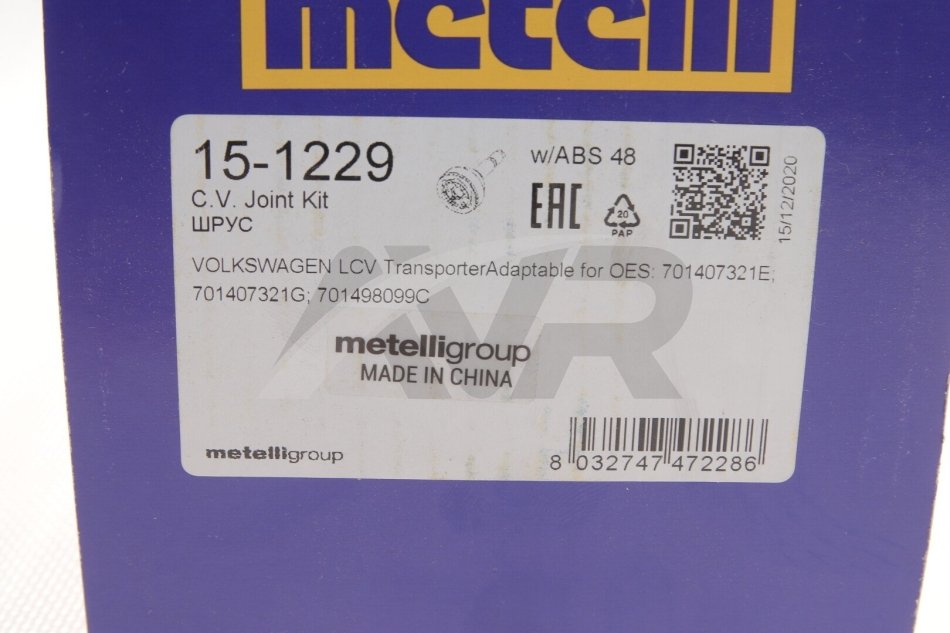 metelli
15-1229
C.V. Joint Kit
ШРУС
w/ABS 48
EAC
20
PAP
15/12/2020
VOLKSWAGEN LCV TransporterAdaptable for OES: 701407321E;
701407321G; 701498099C
AVR
metelligroup
MADE IN CHINA
metelligroup
8 032747 472286